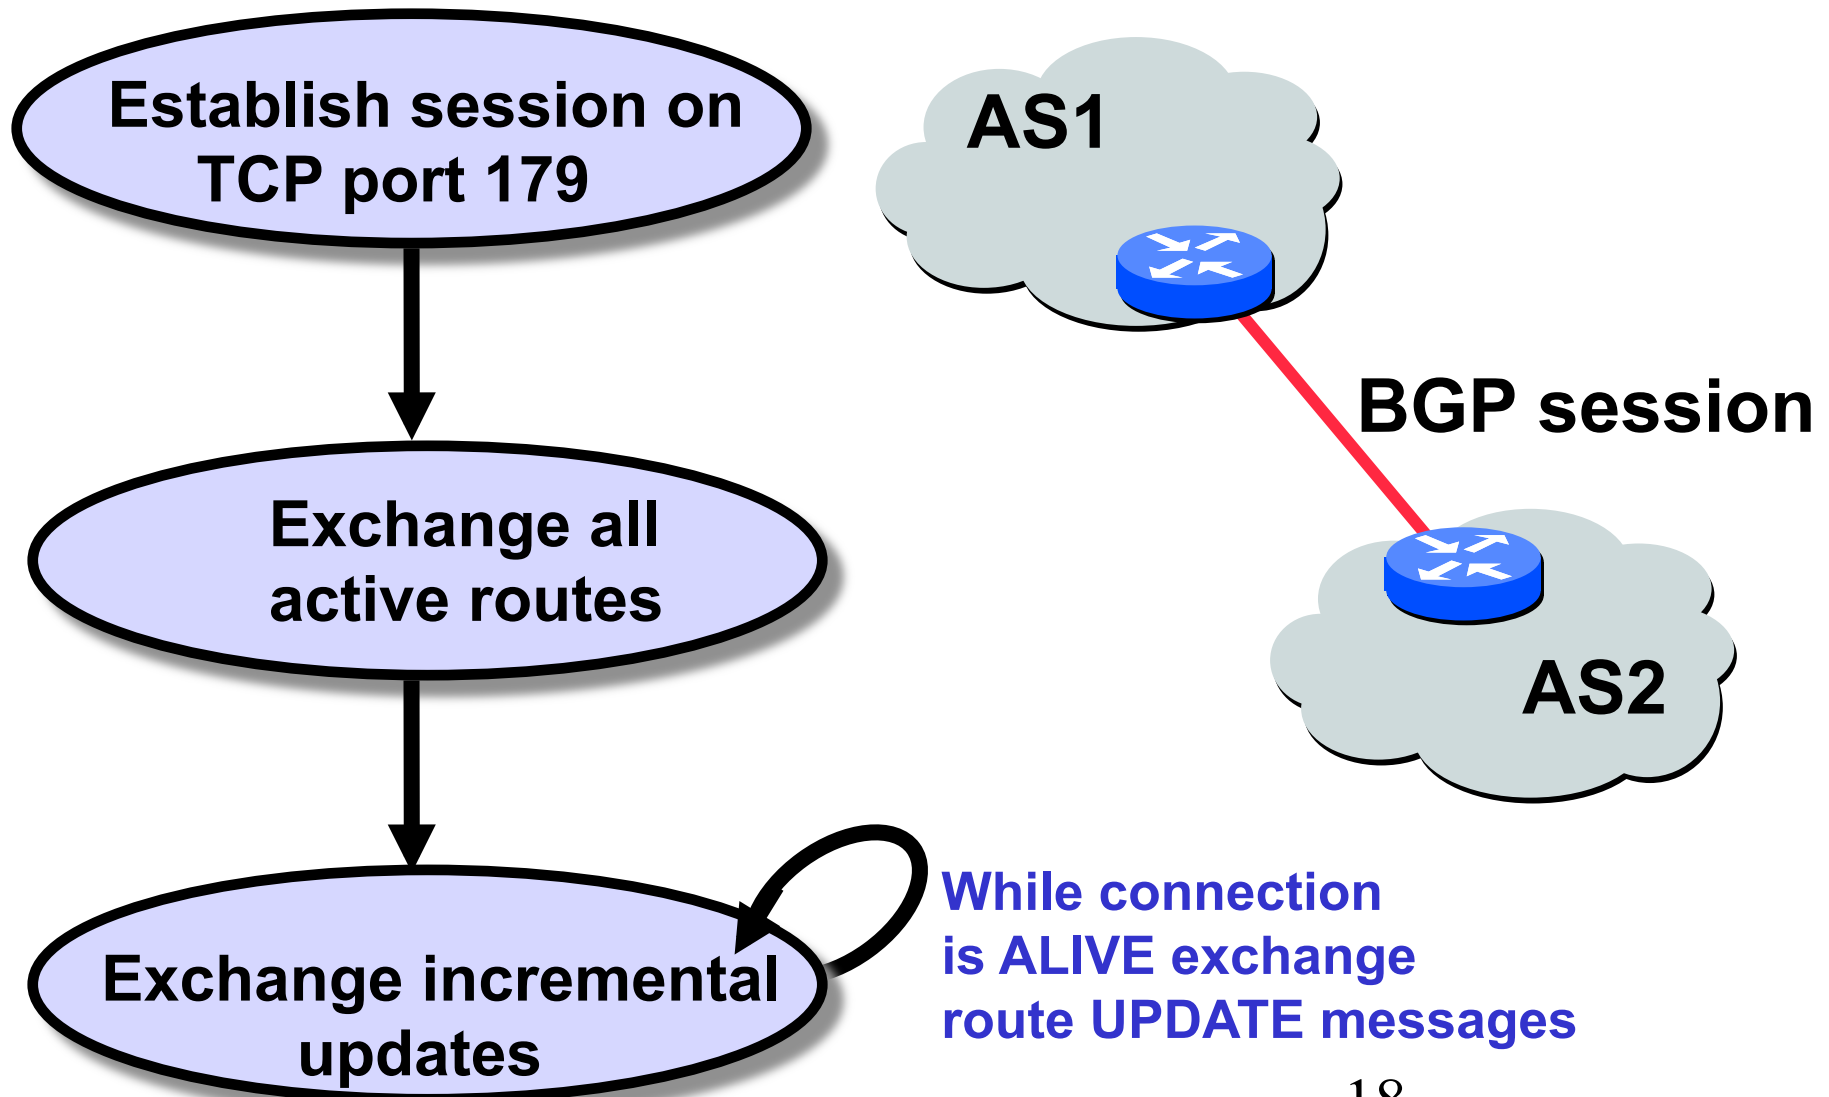 Establish session on
TCP port 179
AS1
BGP session
Exchange all
active routes
AS2
While connection
is ALIVE exchange
route UPDATE messages
Exchange incremental
updates
18